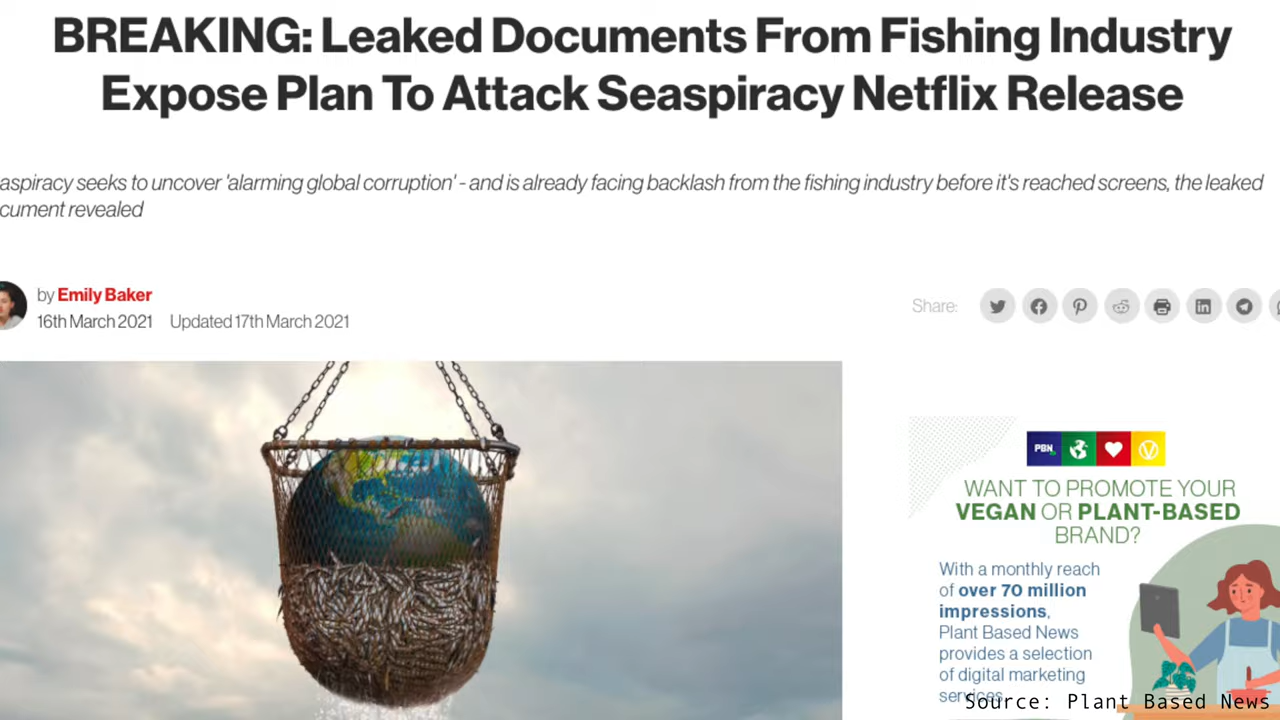 BREAKING: Leaked Documents From Fishing Industry
Expose Plan To Attack Seaspiracy Netflix Release
aspiracy seeks to uncover 'alarming global corruption' - and is already facing backlash from the fishing industry before it's reached screens, the leaked
cument revealed
by Emily Baker
16th March 2021 Updated 17th March 2021
Share:
PBN
WANT TO PROMOTE YOUR
VEGAN OR PLANT-BASED
BRAND?
With a monthly reach
of over 70 million
impressions,
Plant Based News
provides a selection
of digital marketing
services
Source: Plant Based News